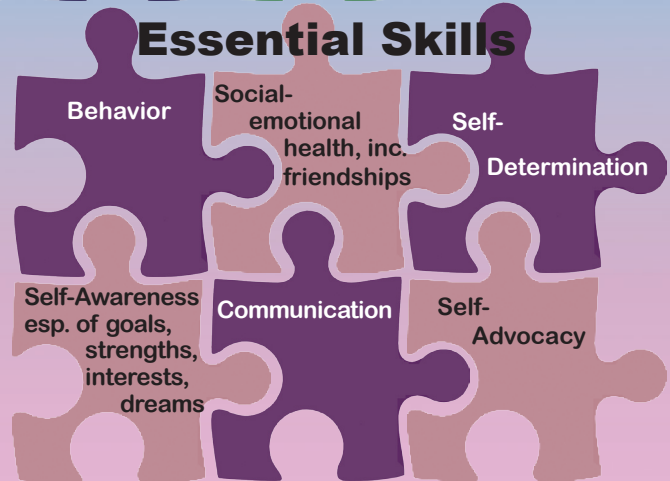 Essential Skills
Behavior
Social-
emotional
health, inc.
friendships
Self-
Determination
Self-Awareness
esp. of goals,
strengths,
interests,
dreams
Communication
Self-
Advocacy